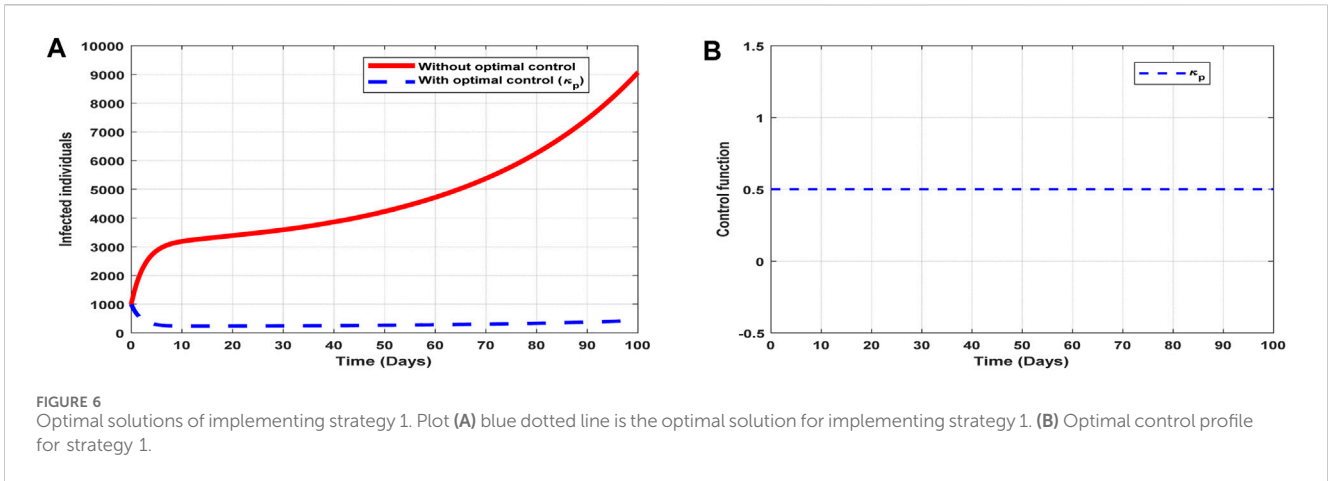 A
10000
9000
8000
7000
6000
5000
4000
3000
2000
1000
0
Infected individuals
Without optimal control
With optimal control (κp)
0 10 20 30 40 50 60 70 80 90 100
Time (Days)
B
1.5
1
0.5
0
-0.5
Control function
κp
0 10 20 30 40 50 60 70 80 90 100
Time (Days)
FIGURE 6
Optimal solutions of implementing strategy 1. Plot (A) blue dotted line is the optimal solution for implementing strategy 1. (B) Optimal control profile
for strategy 1.